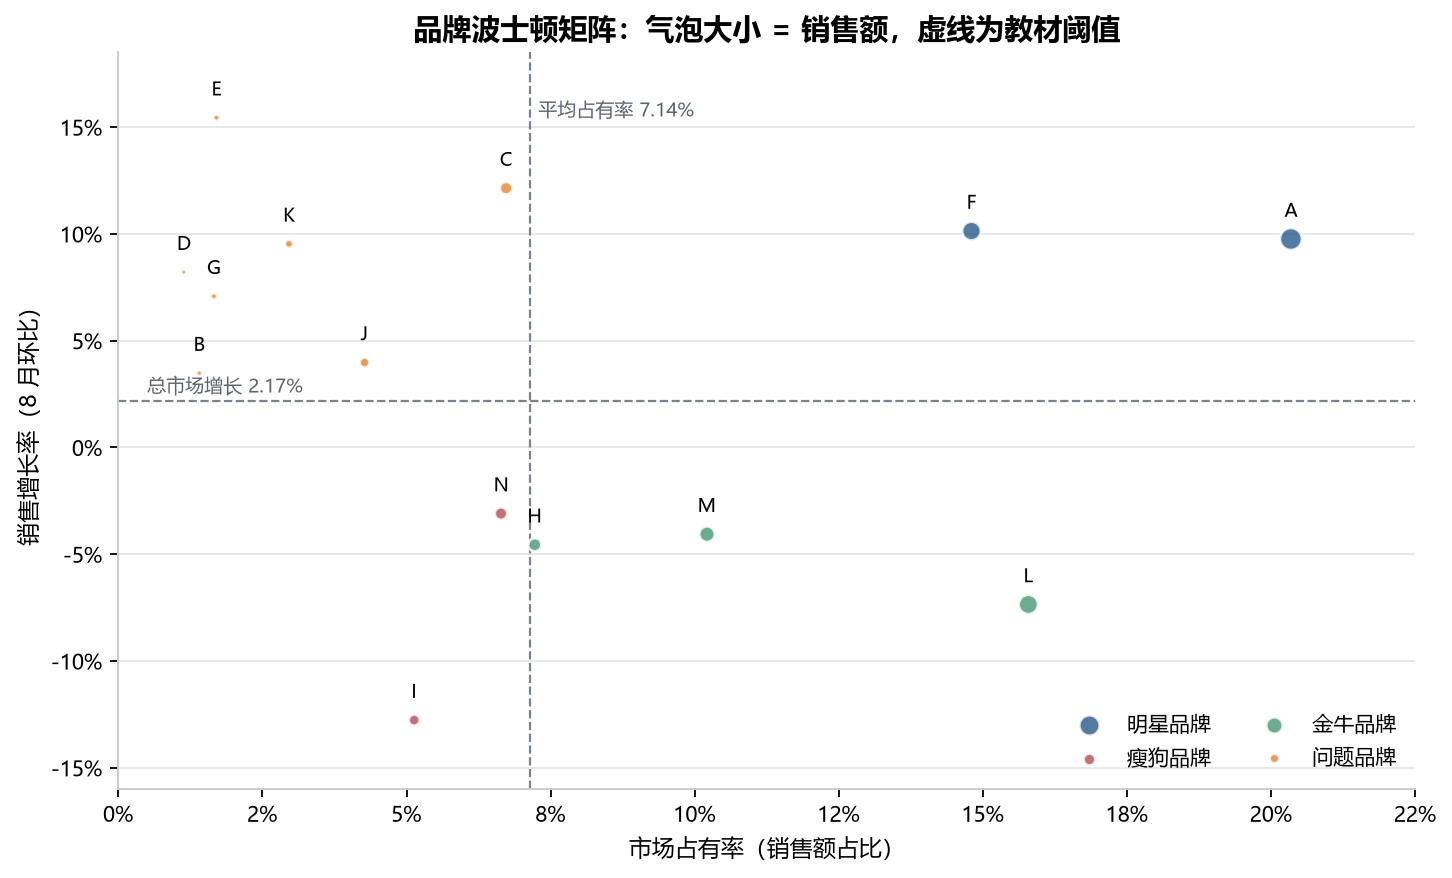 品牌波士顿矩阵：气泡大小 = 销售额，虚线为教材阈值
E
平均占有率 7.14%
15%
C
K
F
A
10%
D
G
B
J
5%
总市场增长 2.17%
0%
N
H
M
-5%
L
-10%
I
-15%
销售增长率（8 月环比）
明星品牌
金牛品牌
瘦狗品牌
问题品牌
0%
2%
5%
8%
10%
12%
15%
18%
20%
22%
市场占有率（销售额占比）